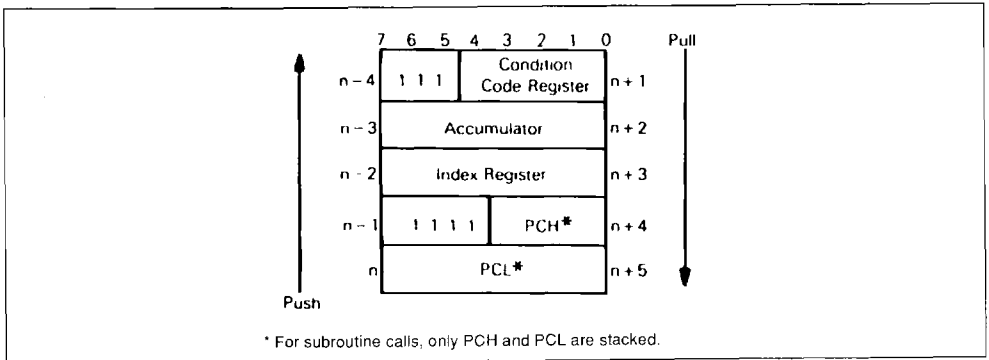 7 6 5 4 3 2 1 0 Pull
n - 4 1 1 1 Condition
Code Register n + 1
n - 3 Accumulator n + 2
n - 2 Index Register n + 3
n - 1 1 1 1 1 PCH* n + 4
n PCL* n + 5
Push
* For subroutine calls, only PCH and PCL are stacked.